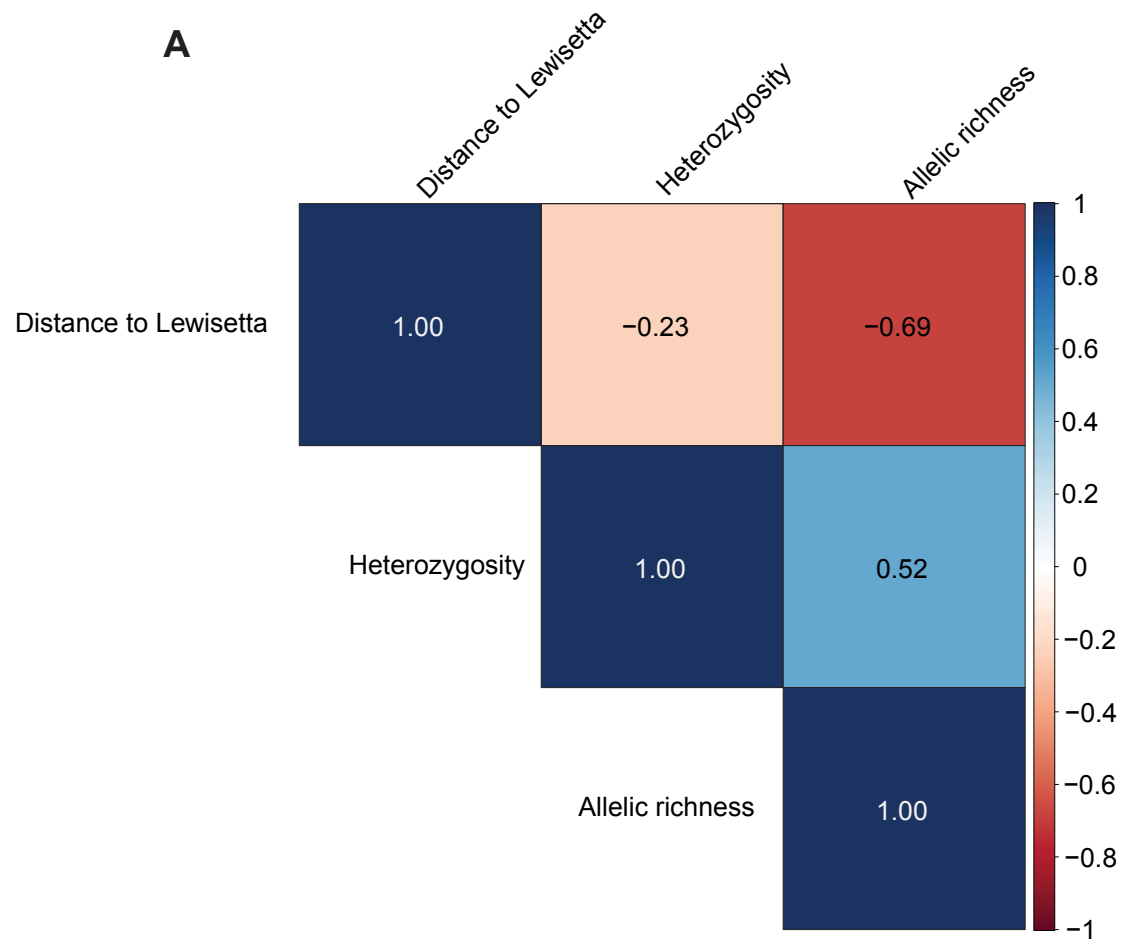 A
Distance to Lewisetta
Heterozygosity
Allelic richness
Distance to Lewisetta
1.00
−0.23
−0.69
Heterozygosity
1.00
0.52
Allelic richness
1.00
1
0.8
0.6
0.4
0.2
0
−0.2
−0.4
−0.6
−0.8
−1